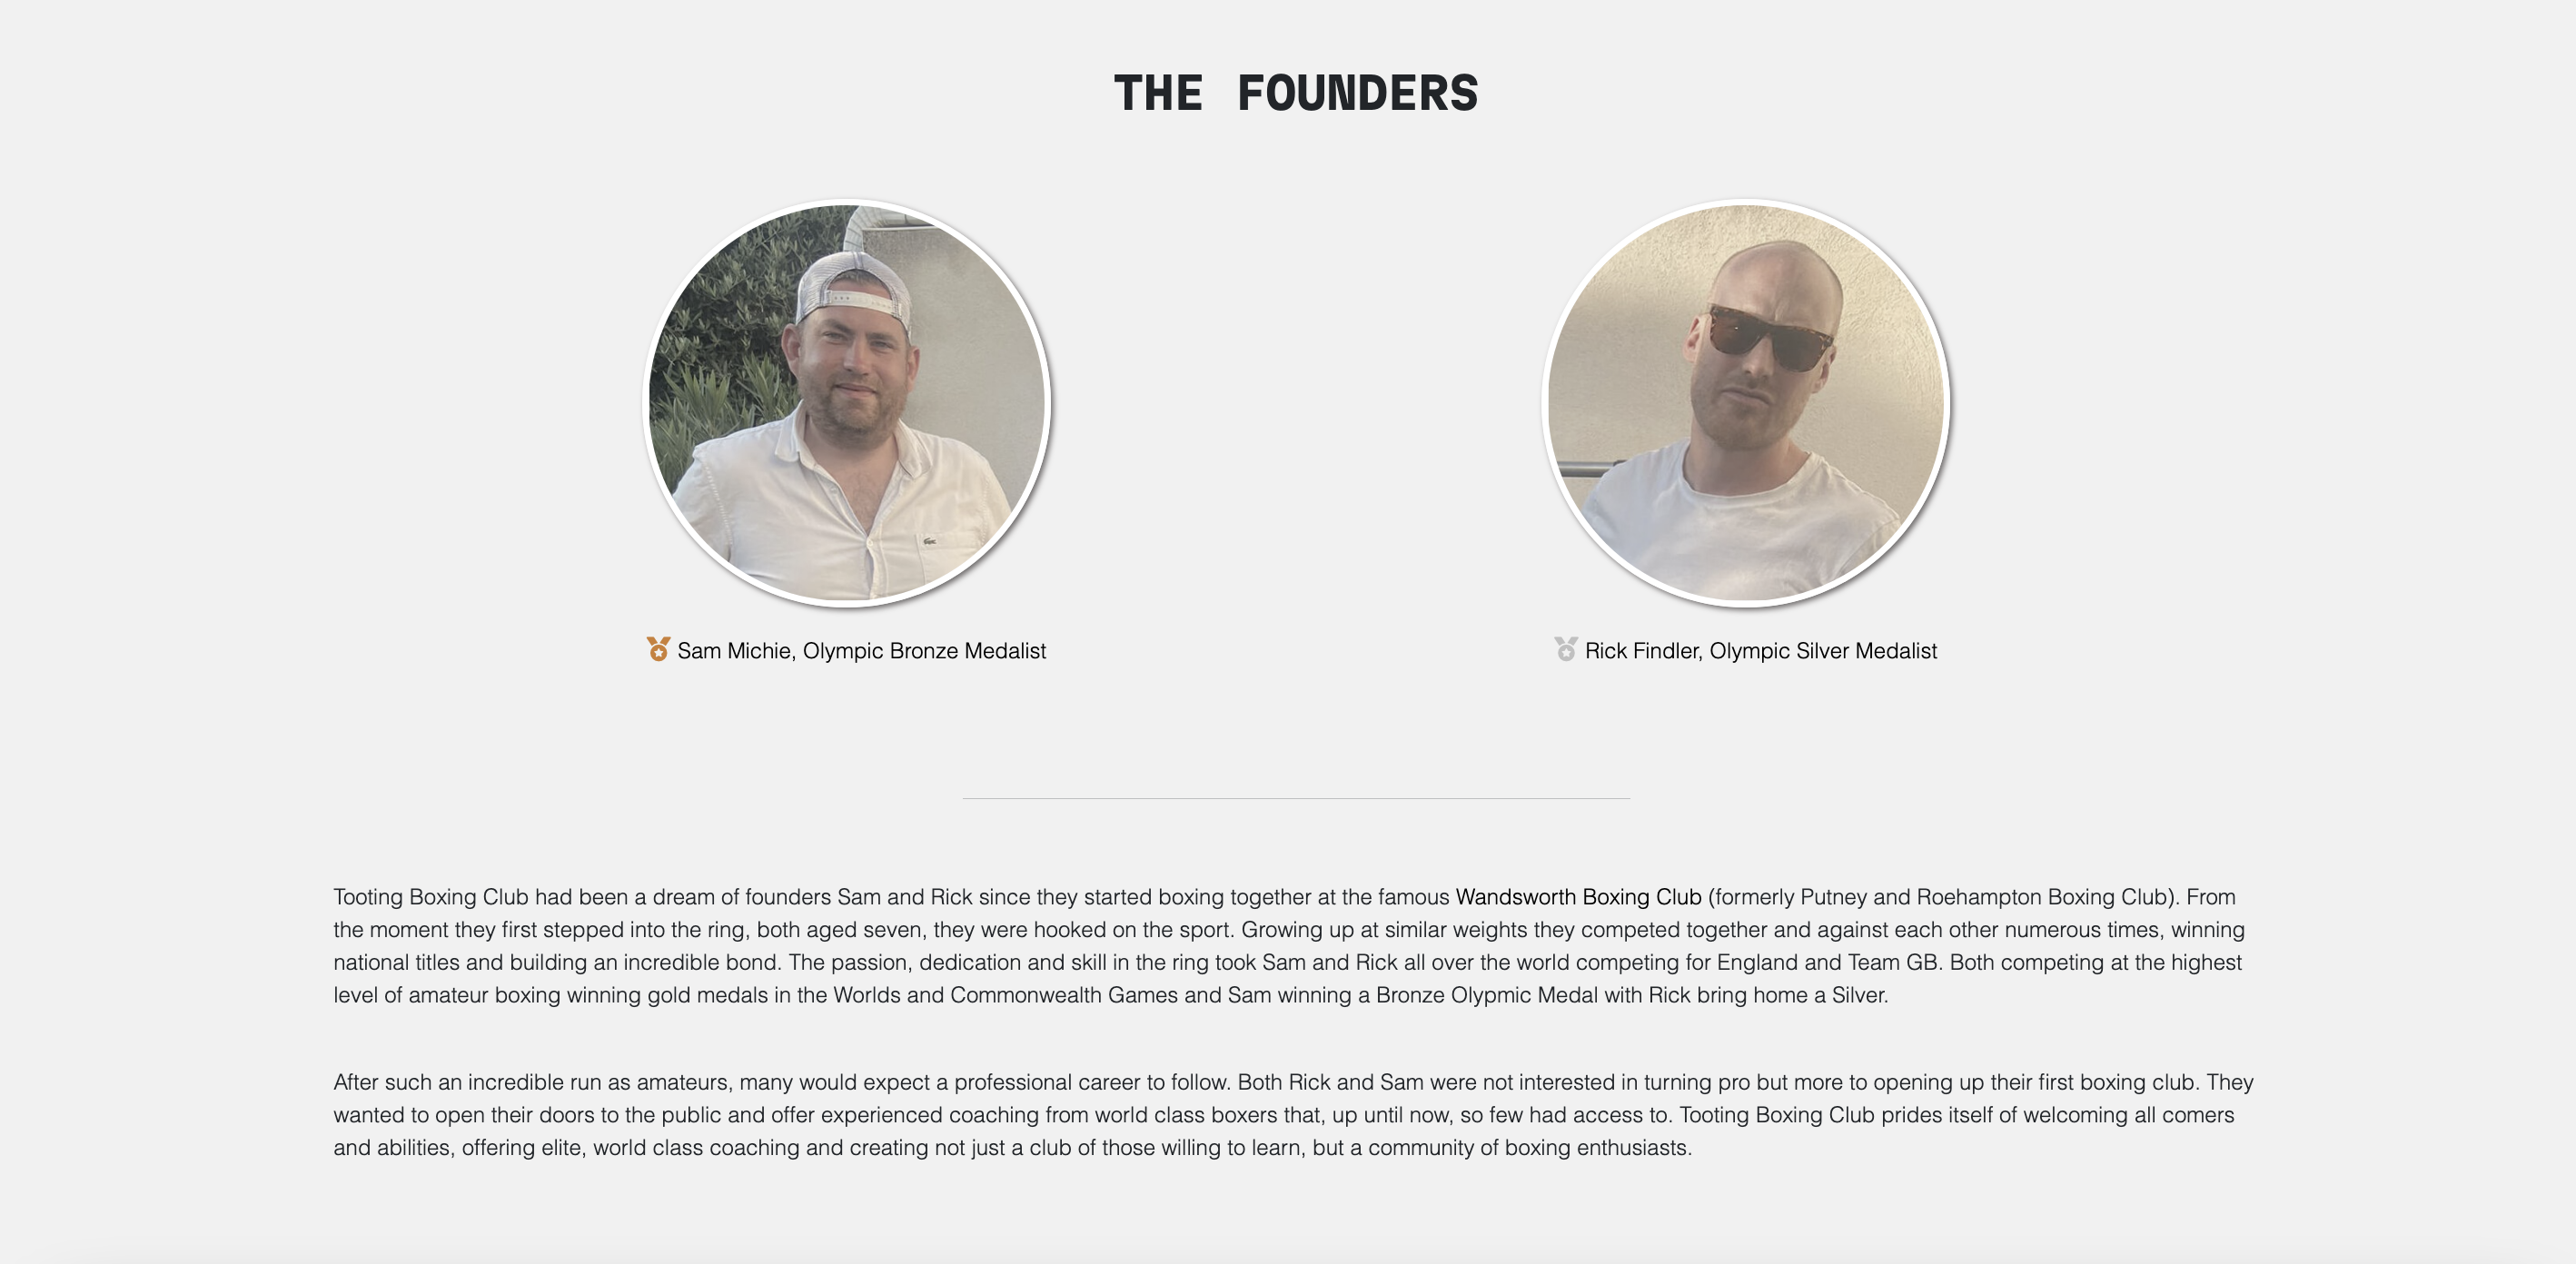 THE FOUNDERS
Sam Michie, Olympic Bronze Medalist
Rick Findler, Olympic Silver Medalist
Tooting Boxing Club had been a dream of founders Sam and Rick since they started boxing together at the famous Wandsworth Boxing Club (formerly Putney and Roehampton Boxing Club). From
the moment they first stepped into the ring, both aged seven, they were hooked on the sport. Growing up at similar weights they competed together and against each other numerous times, winning
national titles and building an incredible bond. The passion, dedication and skill in the ring took Sam and Rick all over the world competing for England and Team GB. Both competing at the highest
level of amateur boxing winning gold medals in the Worlds and Commonwealth Games and Sam winning a Bronze Olypmic Medal with Rick bring home a Silver.
After such an incredible run as amateurs, many would expect a professional career to follow. Both Rick and Sam were not interested in turning pro but more to opening up their first boxing club. They
wanted to open their doors to the public and offer experienced coaching from world class boxers that, up until now, so few had access to. Tooting Boxing Club prides itself of welcoming all comers
and abilities, offering elite, world class coaching and creating not just a club of those willing to learn, but a community of boxing enthusiasts.